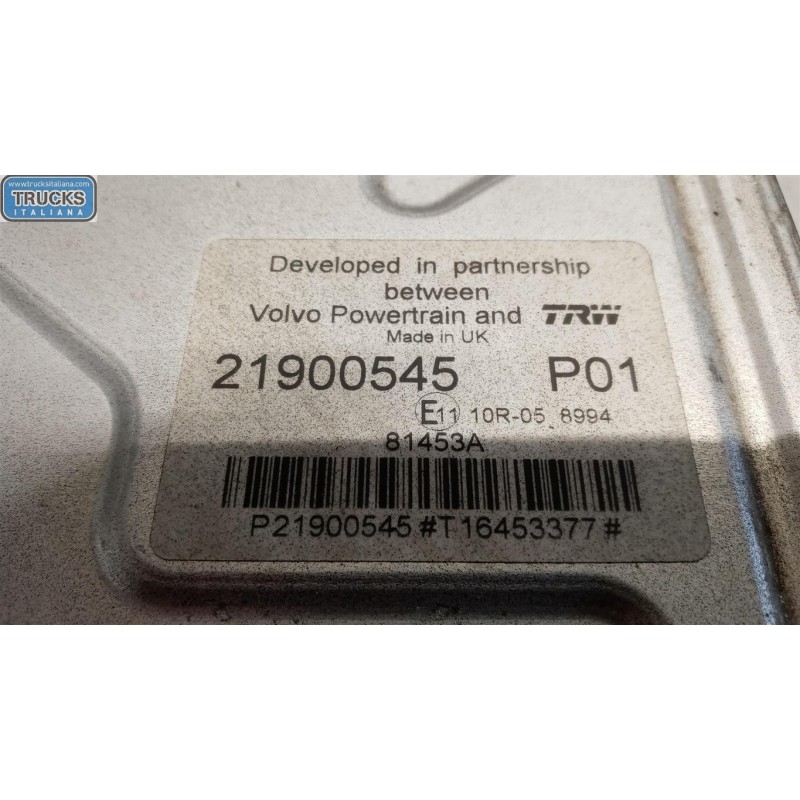 www.trucksitaliana.com
TRUCKS
ITALIANA
Developed in partnership
between
Volvo Powertrain and TRW
Made in UK
21900545 P01
E11 10R-05 8994
81453A
P21900545#T16453377#